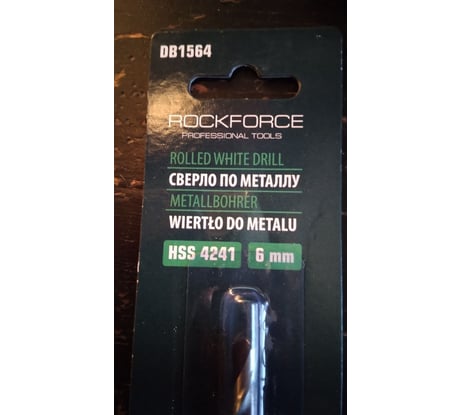 DB1564
ROCKFORCE
PROFESSIONAL TOOLS
ROLLED WHITE DRILL
СВЕРЛО ПО МЕТАЛЛУ
METALLBOHRER
WIERTŁO DO METALU
HSS 4241 6 mm